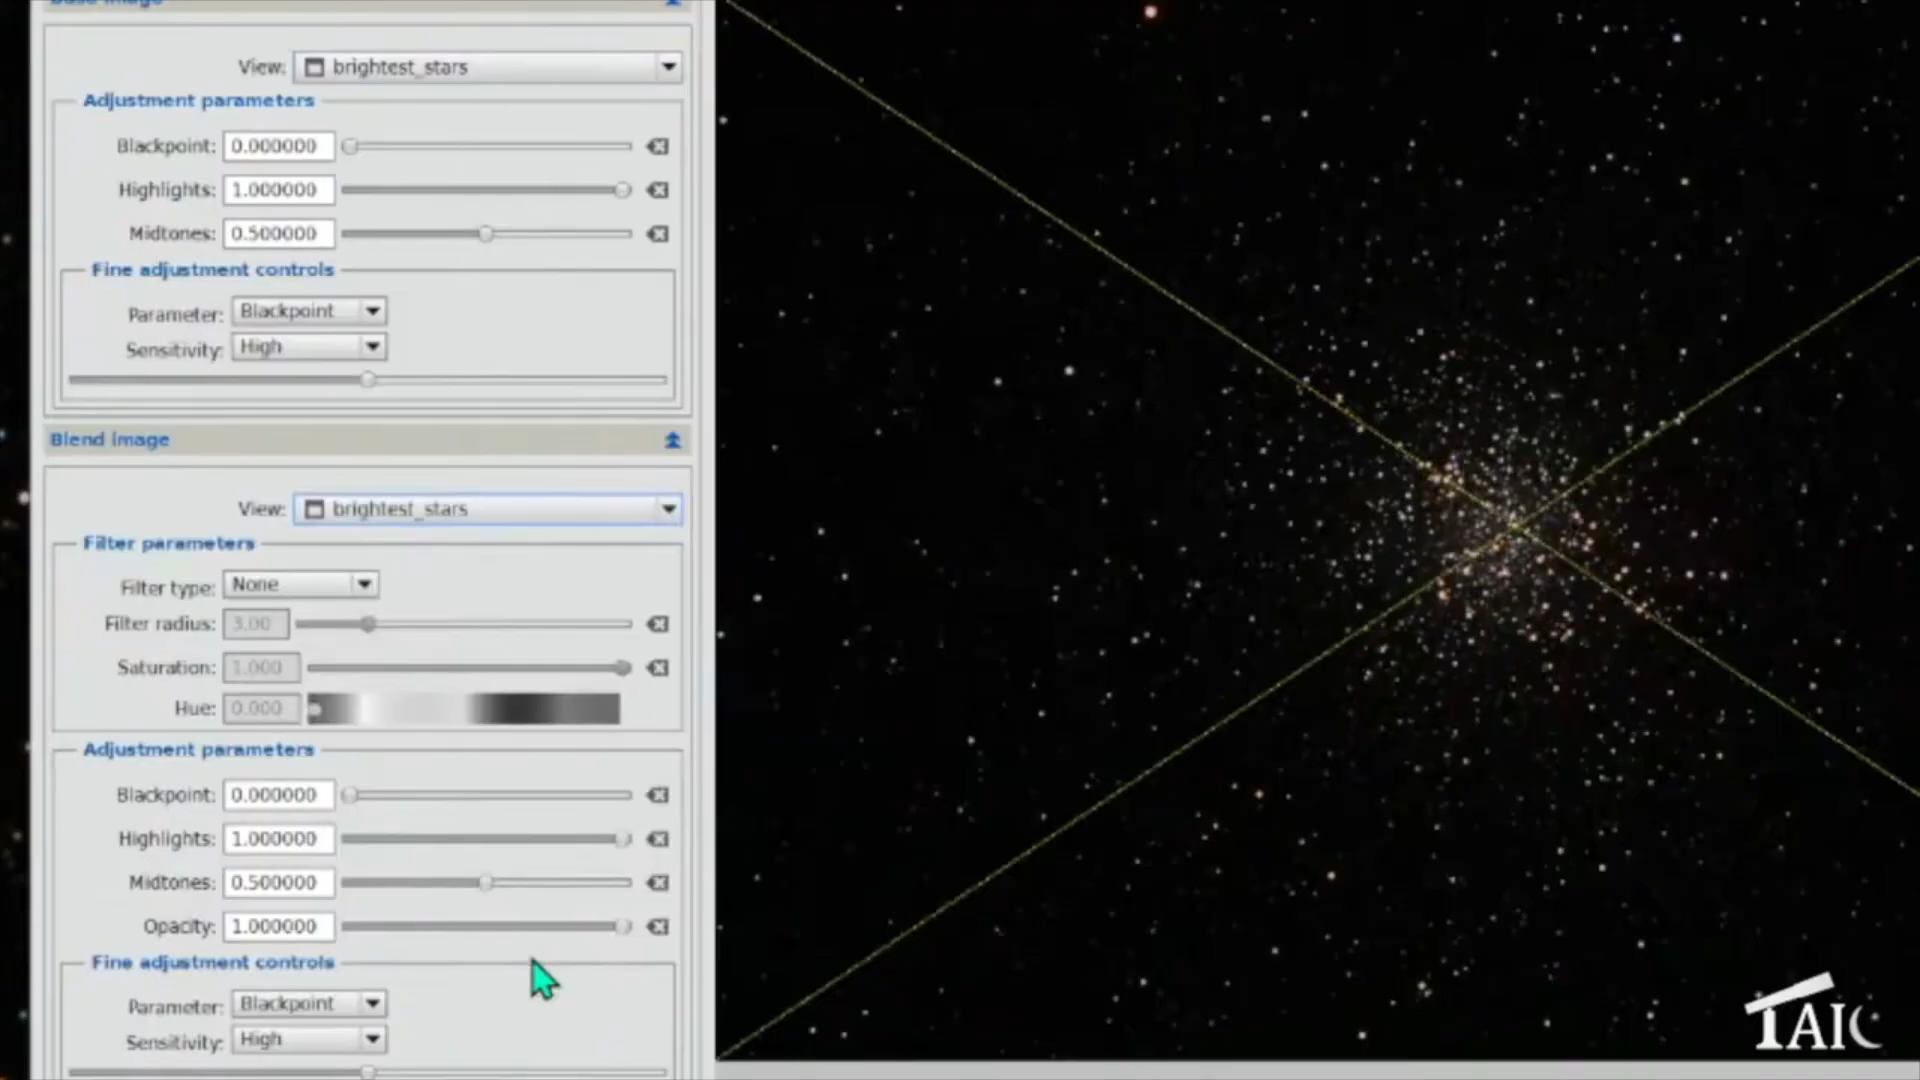 Base image
View: brightest_stars
Adjustment parameters
Blackpoint: 0.000000
Highlights: 1.000000
Midtones: 0.500000
Fine adjustment controls
Parameter: Blackpoint
Sensitivity: High
Blend image
View: brightest_stars
Filter parameters
Filter type: None
Filter radius: 3.00
Saturation: 1.000
Hue: 0.000
Adjustment parameters
Blackpoint: 0.000000
Highlights: 1.000000
Midtones: 0.500000
Opacity: 1.000000
Fine adjustment controls
Parameter: Blackpoint
Sensitivity: High
TAIC